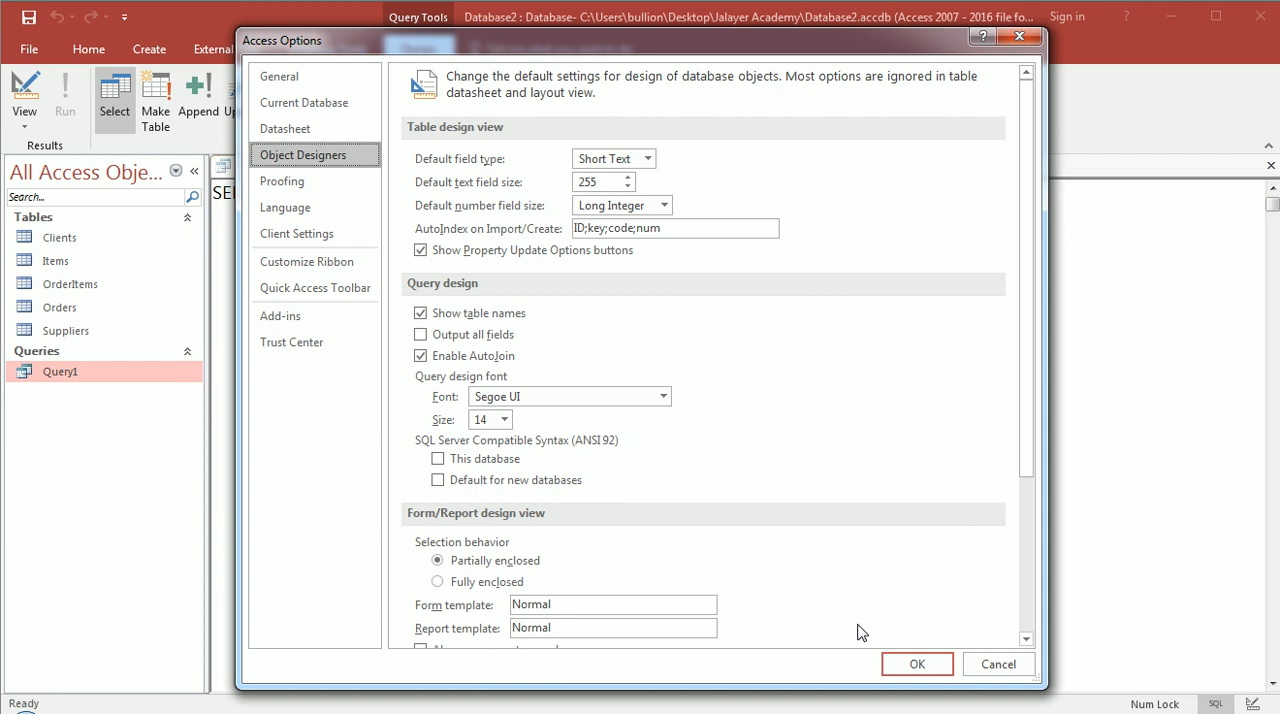 Query Tools
Database2 : Database- C:\Users\bullion\Desktop\Jalayer Academy\Database2.accdb (Access 2007 - 2016 file fo...
Sign in
?
File
Home
Create
External
View
Run
Select
Make
Table
Append
Up
Results
All Access Obje...
Search...
Tables
Clients
Items
OrderItems
Orders
Suppliers
Queries
Query1
SE
Access Options
?
General
Current Database
Datasheet
Object Designers
Proofing
Language
Client Settings
Customize Ribbon
Quick Access Toolbar
Add-ins
Trust Center
Change the default settings for design of database objects. Most options are ignored in table
datasheet and layout view.
Table design view
Default field type: Short Text
Default text field size: 255
Default number field size: Long Integer
AutoIndex on Import/Create: ID;key;code;num
Show Property Update Options buttons
Query design
Show table names
Output all fields
Enable AutoJoin
Query design font
Font: Segoe UI
Size: 14
SQL Server Compatible Syntax (ANSI 92)
This database
Default for new databases
Form/Report design view
Selection behavior
Partially enclosed
Fully enclosed
Form template: Normal
Report template: Normal
OK
Cancel
Ready
Num Lock
SQL